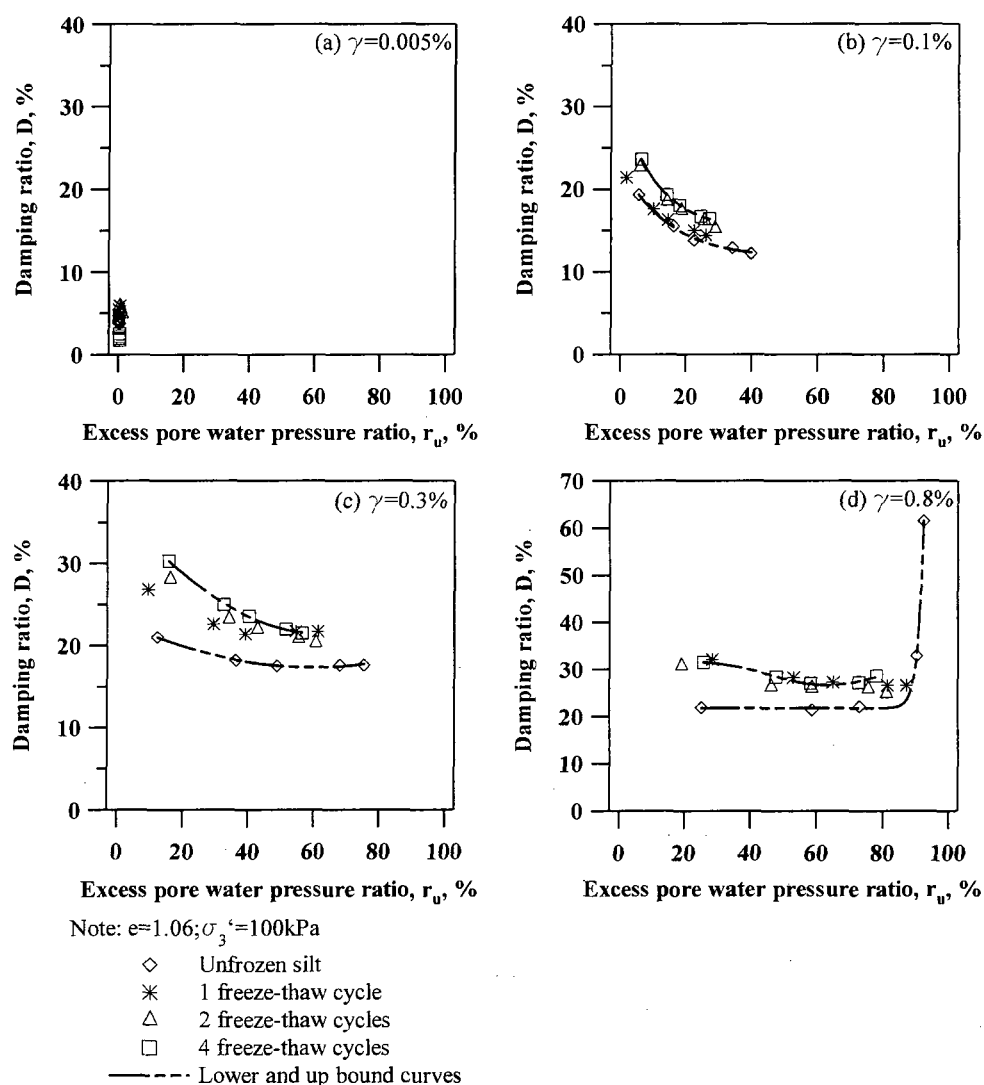 (a) γ=0.005%
40
30
20
10
0
Damping ratio, D, %
0 20 40 60 80 100
Excess pore water pressure ratio, r_u, %
(b) γ=0.1%
40
30
20
10
0
Damping ratio, D, %
0 20 40 60 80 100
Excess pore water pressure ratio, r_u, %
(c) γ=0.3%
40
30
20
10
0
Damping ratio, D, %
0 20 40 60 80 100
Excess pore water pressure ratio, r_u, %
(d) γ=0.8%
70
60
50
40
30
20
10
0
Damping ratio, D, %
0 20 40 60 80 100
Excess pore water pressure ratio, r_u, %
Note: e=1.06;σ_3‘=100kPa
Unfrozen silt
1 freeze-thaw cycle
2 freeze-thaw cycles
4 freeze-thaw cycles
Lower and up bound curves